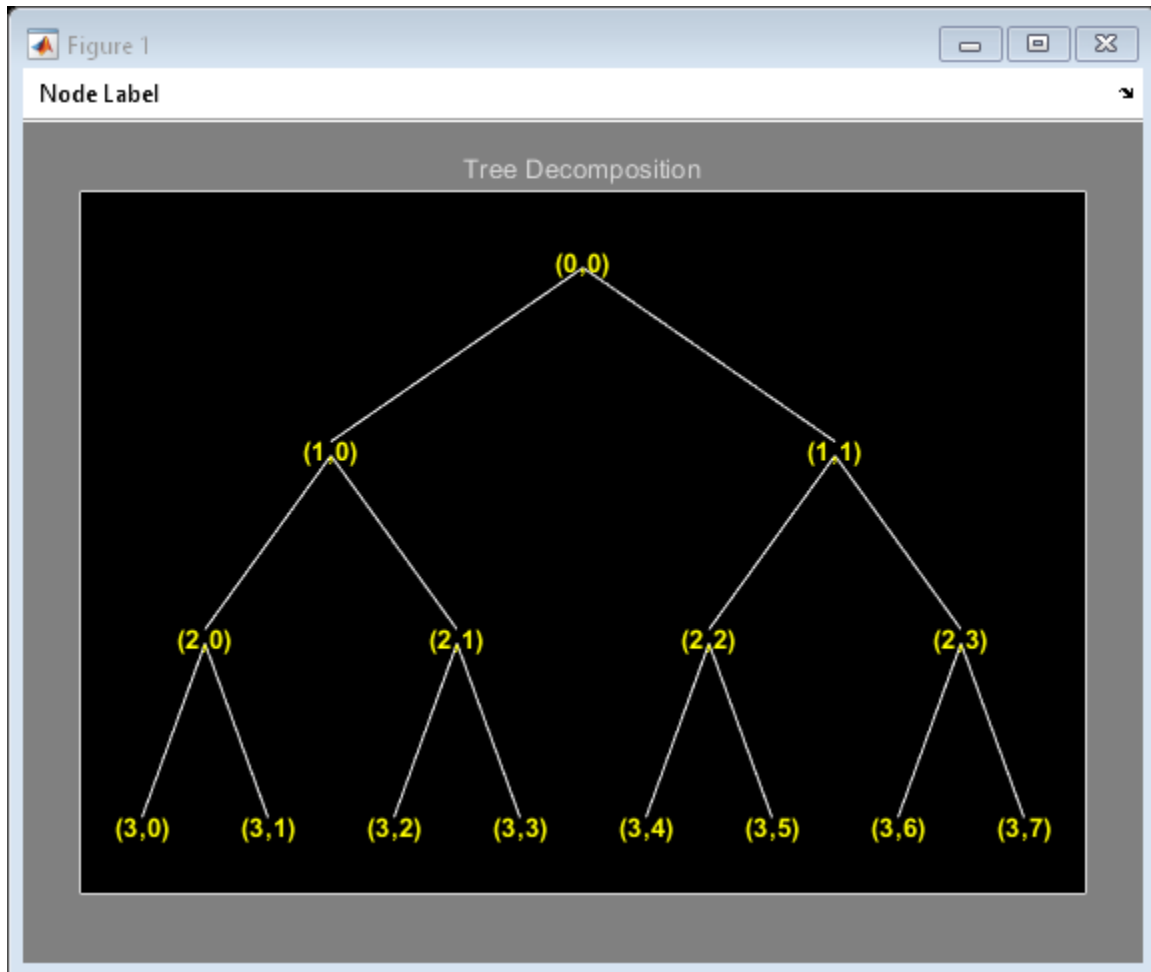 Figure 1
Node Label
Tree Decomposition
(0,0)
(1,0) (1,1)
(2,0) (2,1) (2,2) (2,3)
(3,0) (3,1) (3,2) (3,3) (3,4) (3,5) (3,6) (3,7)